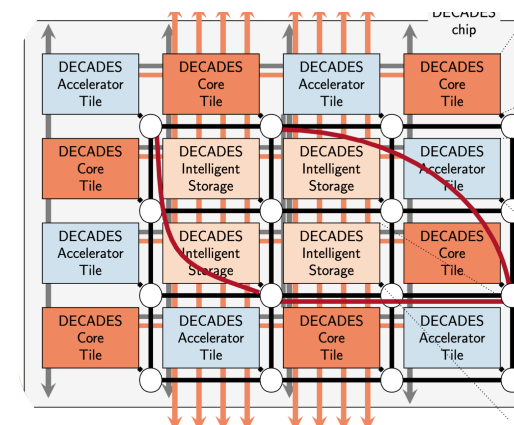 DECADES
chip
DECADES
Accelerator
Tile
DECADES
Core
Tile
DECADES
Accelerator
Tile
DECADES
Core
Tile
DECADES
Core
Tile
DECADES
Intelligent
Storage
DECADES
Intelligent
Storage
DECADES
Accelerator
Tile
DECADES
Accelerator
Tile
DECADES
Intelligent
Storage
DECADES
Intelligent
Storage
DECADES
Core
Tile
DECADES
Core
Tile
DECADES
Accelerator
Tile
DECADES
Core
Tile
DECADES
Accelerator
Tile